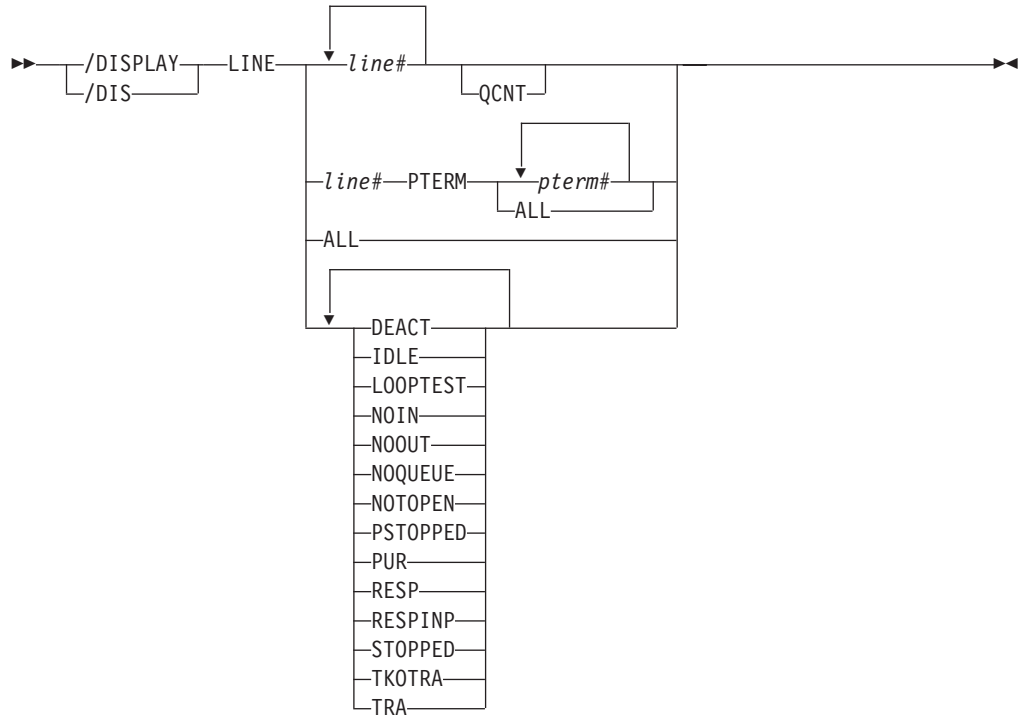 /DISPLAY LINE line#
/DIS QCNT
line# PTERM pterm#
ALL
ALL
DEACT
IDLE
LOOPTEST
NOIN
NOOUT
NOQUEUE
NOTOPEN
PSTOPPED
PUR
RESP
RESPINP
STOPPED
TKOTRA
TRA